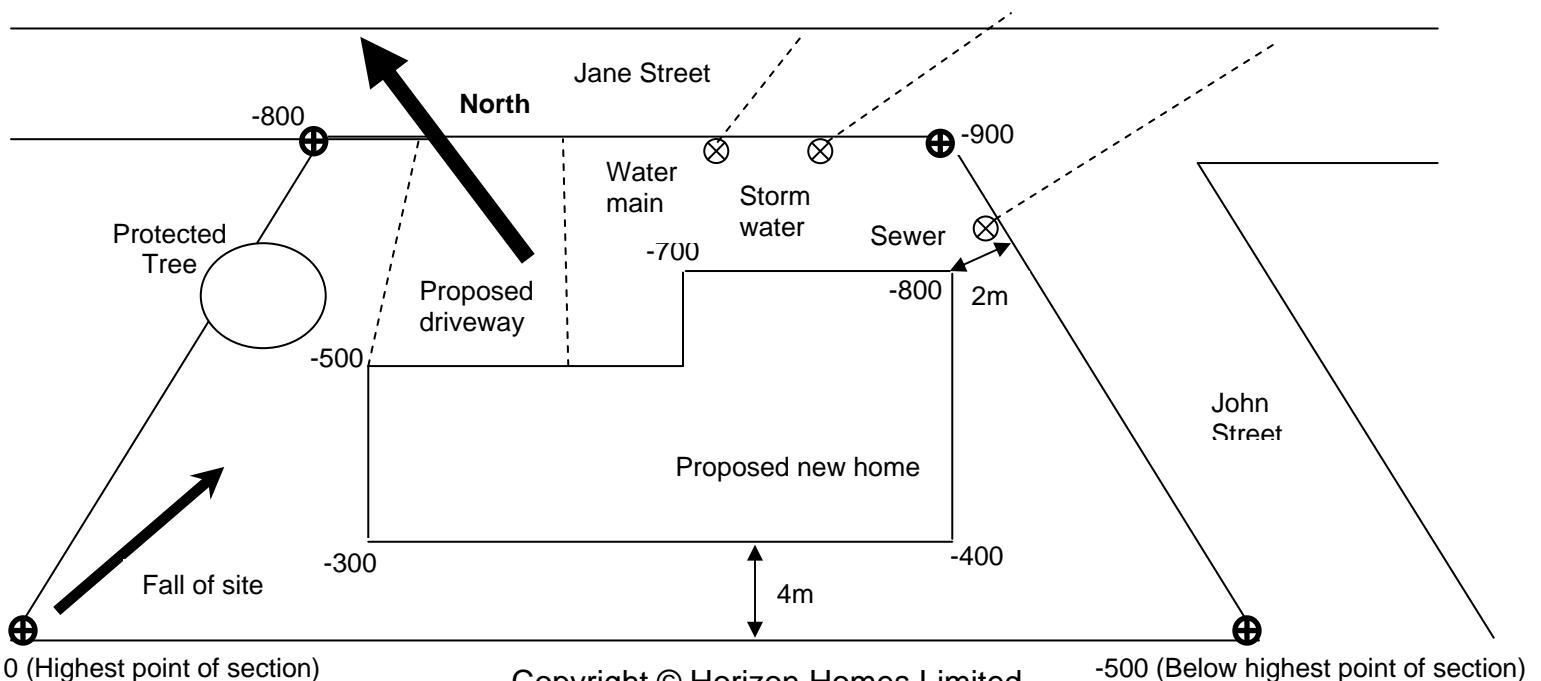 Jane Street
North
-800
-900
Water
main
Storm
water
Protected
Tree
Sewer
-700
-800
2m
Proposed
driveway
-500
John
Street
Proposed new home
-300
-400
Fall of site
4m
0 (Highest point of section)
Copyright © Horizon Homes Limited
-500 (Below highest point of section)